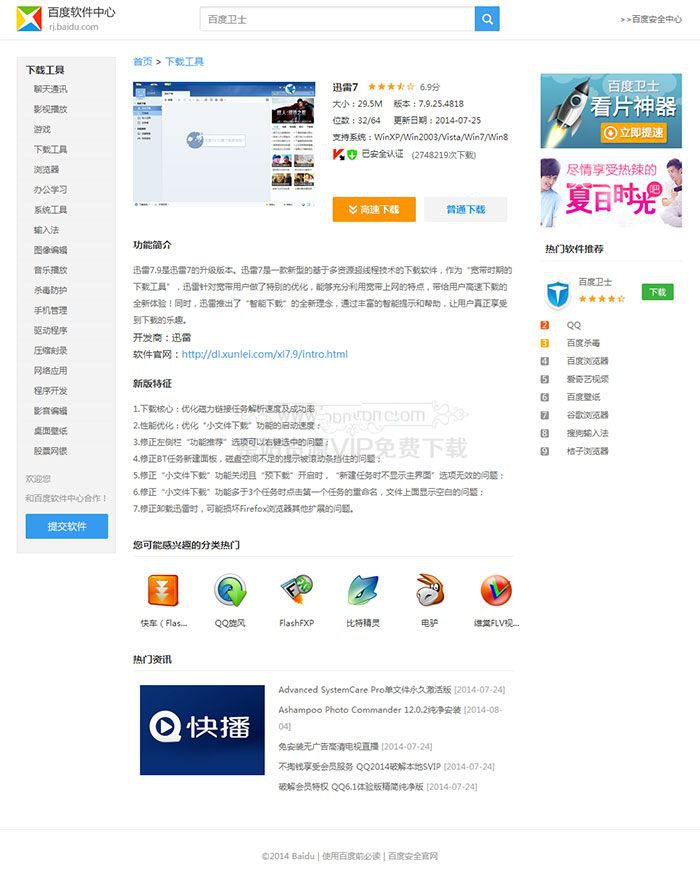 百度软件中心
rj.baidu.com
百度卫士
>>百度安全中心
下载工具
聊天通讯
影视播放
游戏
下载工具
浏览器
办公学习
系统工具
输入法
图像编辑
音乐播放
杀毒防护
手机管理
驱动程序
压缩刻录
网络应用
程序开发
影音编辑
桌面壁纸
股票网银
欢迎您
和百度软件中心合作！
提交软件
首页 > 下载工具
迅雷7 6.9分
大小：29.5M 版本：7.9.25.4818
位数：32/64 更新日期：2014-07-25
支持系统：WinXP/Win2003/Vista/Win7/Win8
已安全认证 (2748219次下载)
高速下载 普通下载
功能简介
迅雷7.9是迅雷7的升级版本。迅雷7是一款新型的基于多资源超线程技术的下载软件，作为“宽带时期的
下载工具”，迅雷针对宽带用户做了特别的优化，能够充分利用宽带上网的特点，带给用户高速下载的
全新体验！同时，迅雷推出了“智能下载”的全新理念，通过丰富的智能提示和帮助，让用户真正享受
到下载的乐趣。
开发商：迅雷
软件官网：http://dl.xunlei.com/xl7.9/intro.html
新版特征
1.下载核心：优化磁力链接任务解析速度及成功率
2.性能优化：优化“小文件下载”功能的启动速度；
3.修正左侧栏“功能推荐”选项可以右键选中的问题；
4.修正BT任务新建面板，磁盘空间不足的提示被滚动条挡住的问题；
5.修正“小文件下载”功能关闭且“预下载”开启时，“新建任务时不显示主界面”选项无效的问题；
6.修正“小文件下载”功能多于3个任务时点击第一个任务的重命名，文件上面显示空白的问题；
7.修正卸载迅雷时，可能损坏Firefox浏览器其他扩展的问题。
VIP免费下载
您可能感兴趣的分类热门
快车（Flas...
QQ旋风
FlashFXP
比特精灵
电驴
维棠FLV视...
热门资讯
快播
Advanced SystemCare Pro单文件永久激活版 [2014-07-24]
Ashampoo Photo Commander 12.0.2纯净安装 [2014-08-
04]
免安装无广告高清电视直播 [2014-07-24]
不掏钱享受会员服务 QQ2014破解本地SVIP [2014-07-24]
破解会员特权 QQ6.1体验版精简纯净版 [2014-07-24]
百度卫士
看片神器
立即提速
尽情享受热辣的
夏日时光吧
热门软件推荐
百度卫士
下载
2 QQ
3 百度杀毒
4 百度浏览器
5 爱奇艺视频
6 百度壁纸
7 谷歌浏览器
8 搜狗输入法
9 桔子浏览器
©2014 Baidu | 使用百度前必读 | 百度安全官网